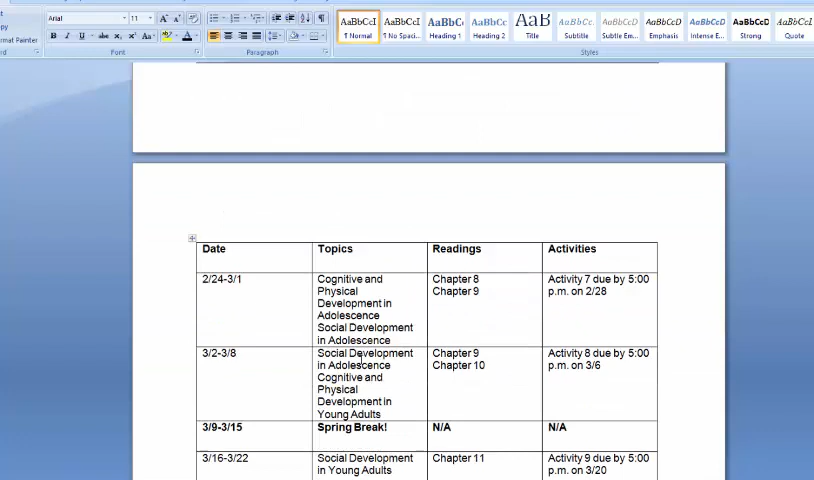 py
rmat Painter
rd
Arial
11
B I U abc x₂ x² Aa
Font
Paragraph
AaBbCcI AaBbCcI AaBbC AaBbCc AaB AaBbCc. AaBbCcD AaBbCcD AaBbCcD AaBbCcD AaBbCcI
¶ Normal
¶ No Spaci...
Heading 1
Heading 2
Title
Subtitle
Subtle Em...
Emphasis
Intense E...
Strong
Quote
Styles
Date Topics Readings Activities
2/24-3/1
Cognitive and
Physical
Development in
Adolescence
Social Development
in Adolescence
Chapter 8
Chapter 9
Activity 7 due by 5:00
p.m. on 2/28
3/2-3/8
Social Development
in Adolescence
Cognitive and
Physical
Development in
Young Adults
Chapter 9
Chapter 10
Activity 8 due by 5:00
p.m. on 3/6
3/9-3/15
Spring Break!
N/A
N/A
3/16-3/22
Social Development
in Young Adults
Chapter 11
Activity 9 due by 5:00
p.m. on 3/20